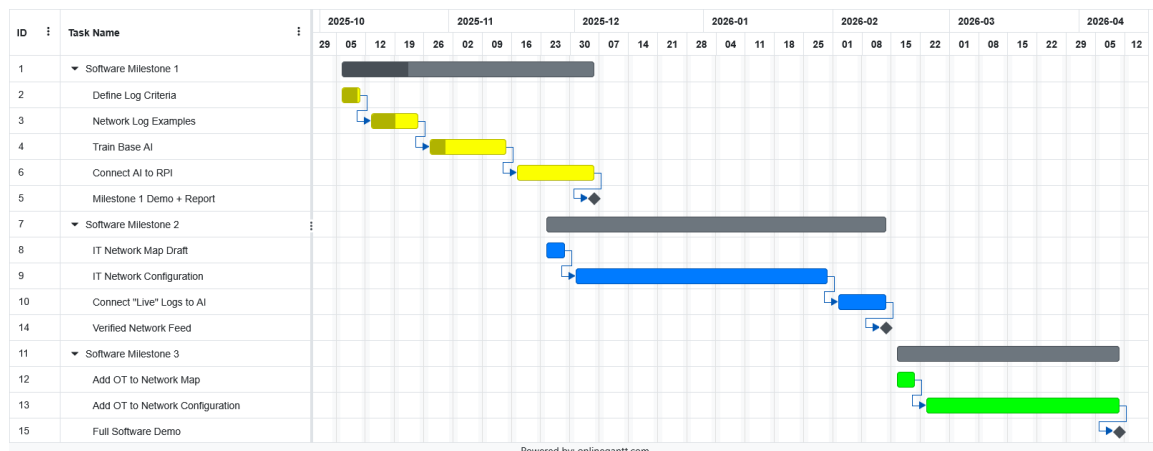 ID Task Name 2025-10 2025-11 2025-12 2026-01 2026-02 2026-03 2026-04
29 05 12 19 26 02 09 16 23 30 07 14 21 28 04 11 18 25 01 08 15 22 01 08 15 22 29 05 12
1 Software Milestone 1
2 Define Log Criteria
3 Network Log Examples
4 Train Base AI
6 Connect AI to RPI
5 Milestone 1 Demo + Report
7 Software Milestone 2
8 IT Network Map Draft
9 IT Network Configuration
10 Connect "Live" Logs to AI
14 Verified Network Feed
11 Software Milestone 3
12 Add OT to Network Map
13 Add OT to Network Configuration
15 Full Software Demo
Powered by: onlinegantt.com